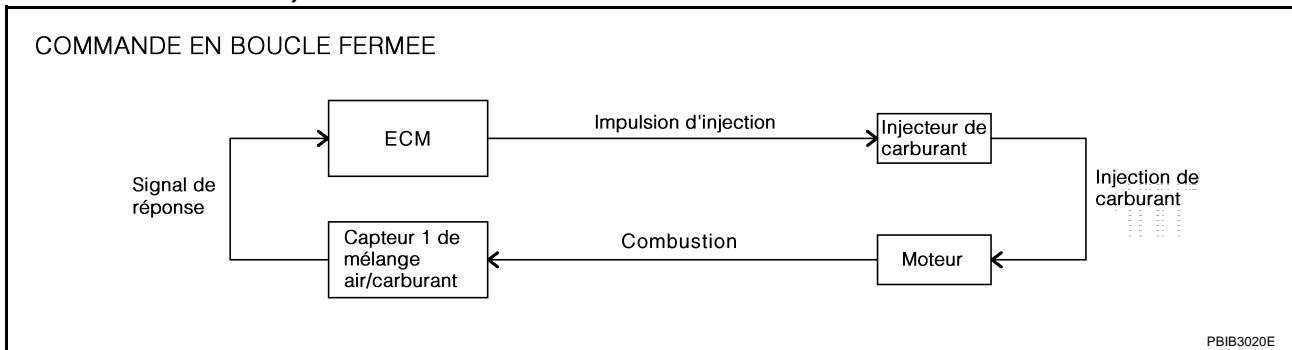 COMMANDE EN BOUCLE FERMEE
ECM
Impulsion d'injection
Injecteur de
carburant
Signal de
réponse
Injection de
carburant
Capteur 1 de
mélange
air/carburant
Combustion
Moteur
PBIB3020E